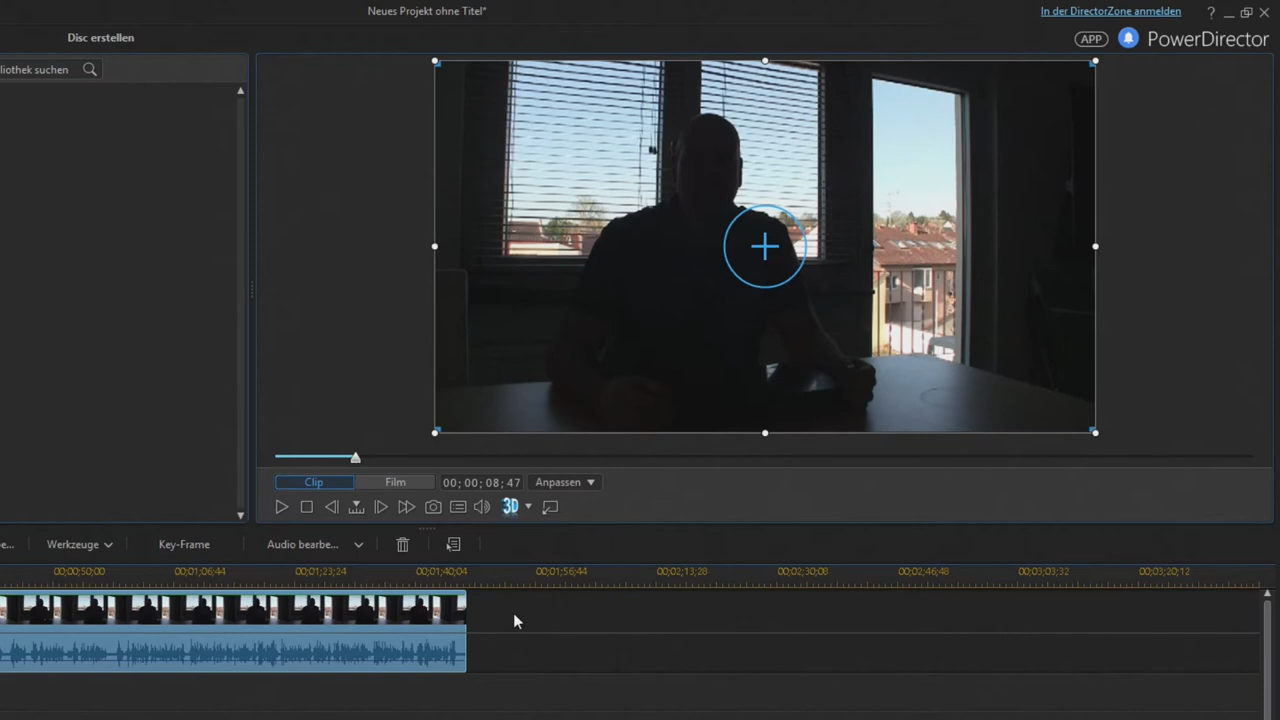 Neues Projekt ohne Titel*
In der DirectorZone anmelden
?
Disc erstellen
APP
PowerDirector
liothek suchen
Clip
Film
00; 00; 08; 47
Anpassen
3D
e...
Werkzeuge
Key-Frame
Audio bearbe...
00;00;50;00 00;01;06;44 00;01;23;24 00;01;40;04 00;01;56;44 00;02;13;28 00;02;30;08 00;02;46;48 00;03;03;32 00;03;20;12